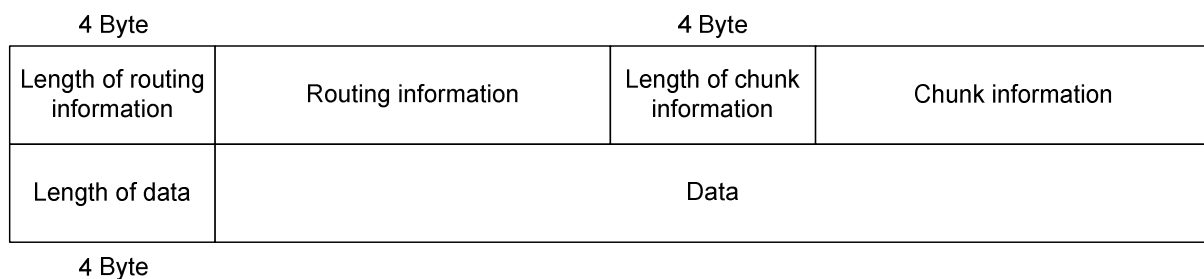 4 Byte
4 Byte
Length of routing
information
Routing information
Length of chunk
information
Chunk information
Length of data
Data
4 Byte